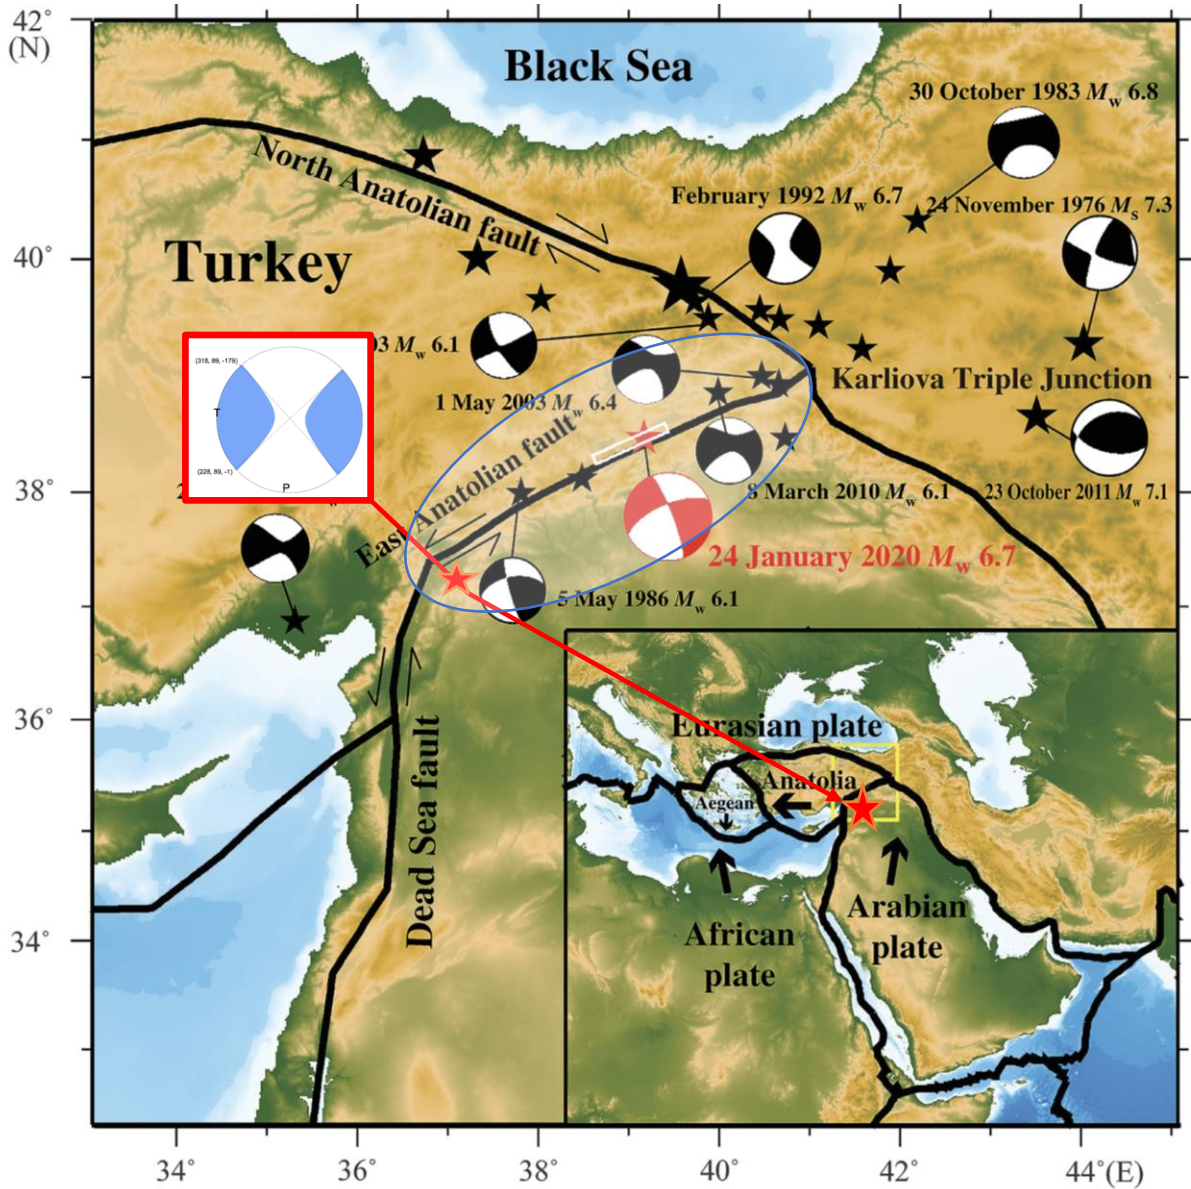 42°
(N)
Black Sea
30 October 1983 Mw 6.8
North Anatolian fault
February 1992 Mw 6.7
24 November 1976 Ms 7.3
40°
Turkey
03 Mw 6.1
(318, 89, -179)
T
(228, 89, -1)
P
1 May 2003 Mw 6.4
w
Karliova Triple Junction
East Anatolian fault
38°
2
w
8 March 2010 Mw 6.1
23 October 2011 Mw 7.1
24 January 2020 Mw 6.7
5 May 1986 Mw 6.1
36°
Dead Sea fault
Eurasian plate
Anatolia
Aegean
Arabian
plate
African
plate
34°
34°
36°
38°
40°
42°
44°(E)